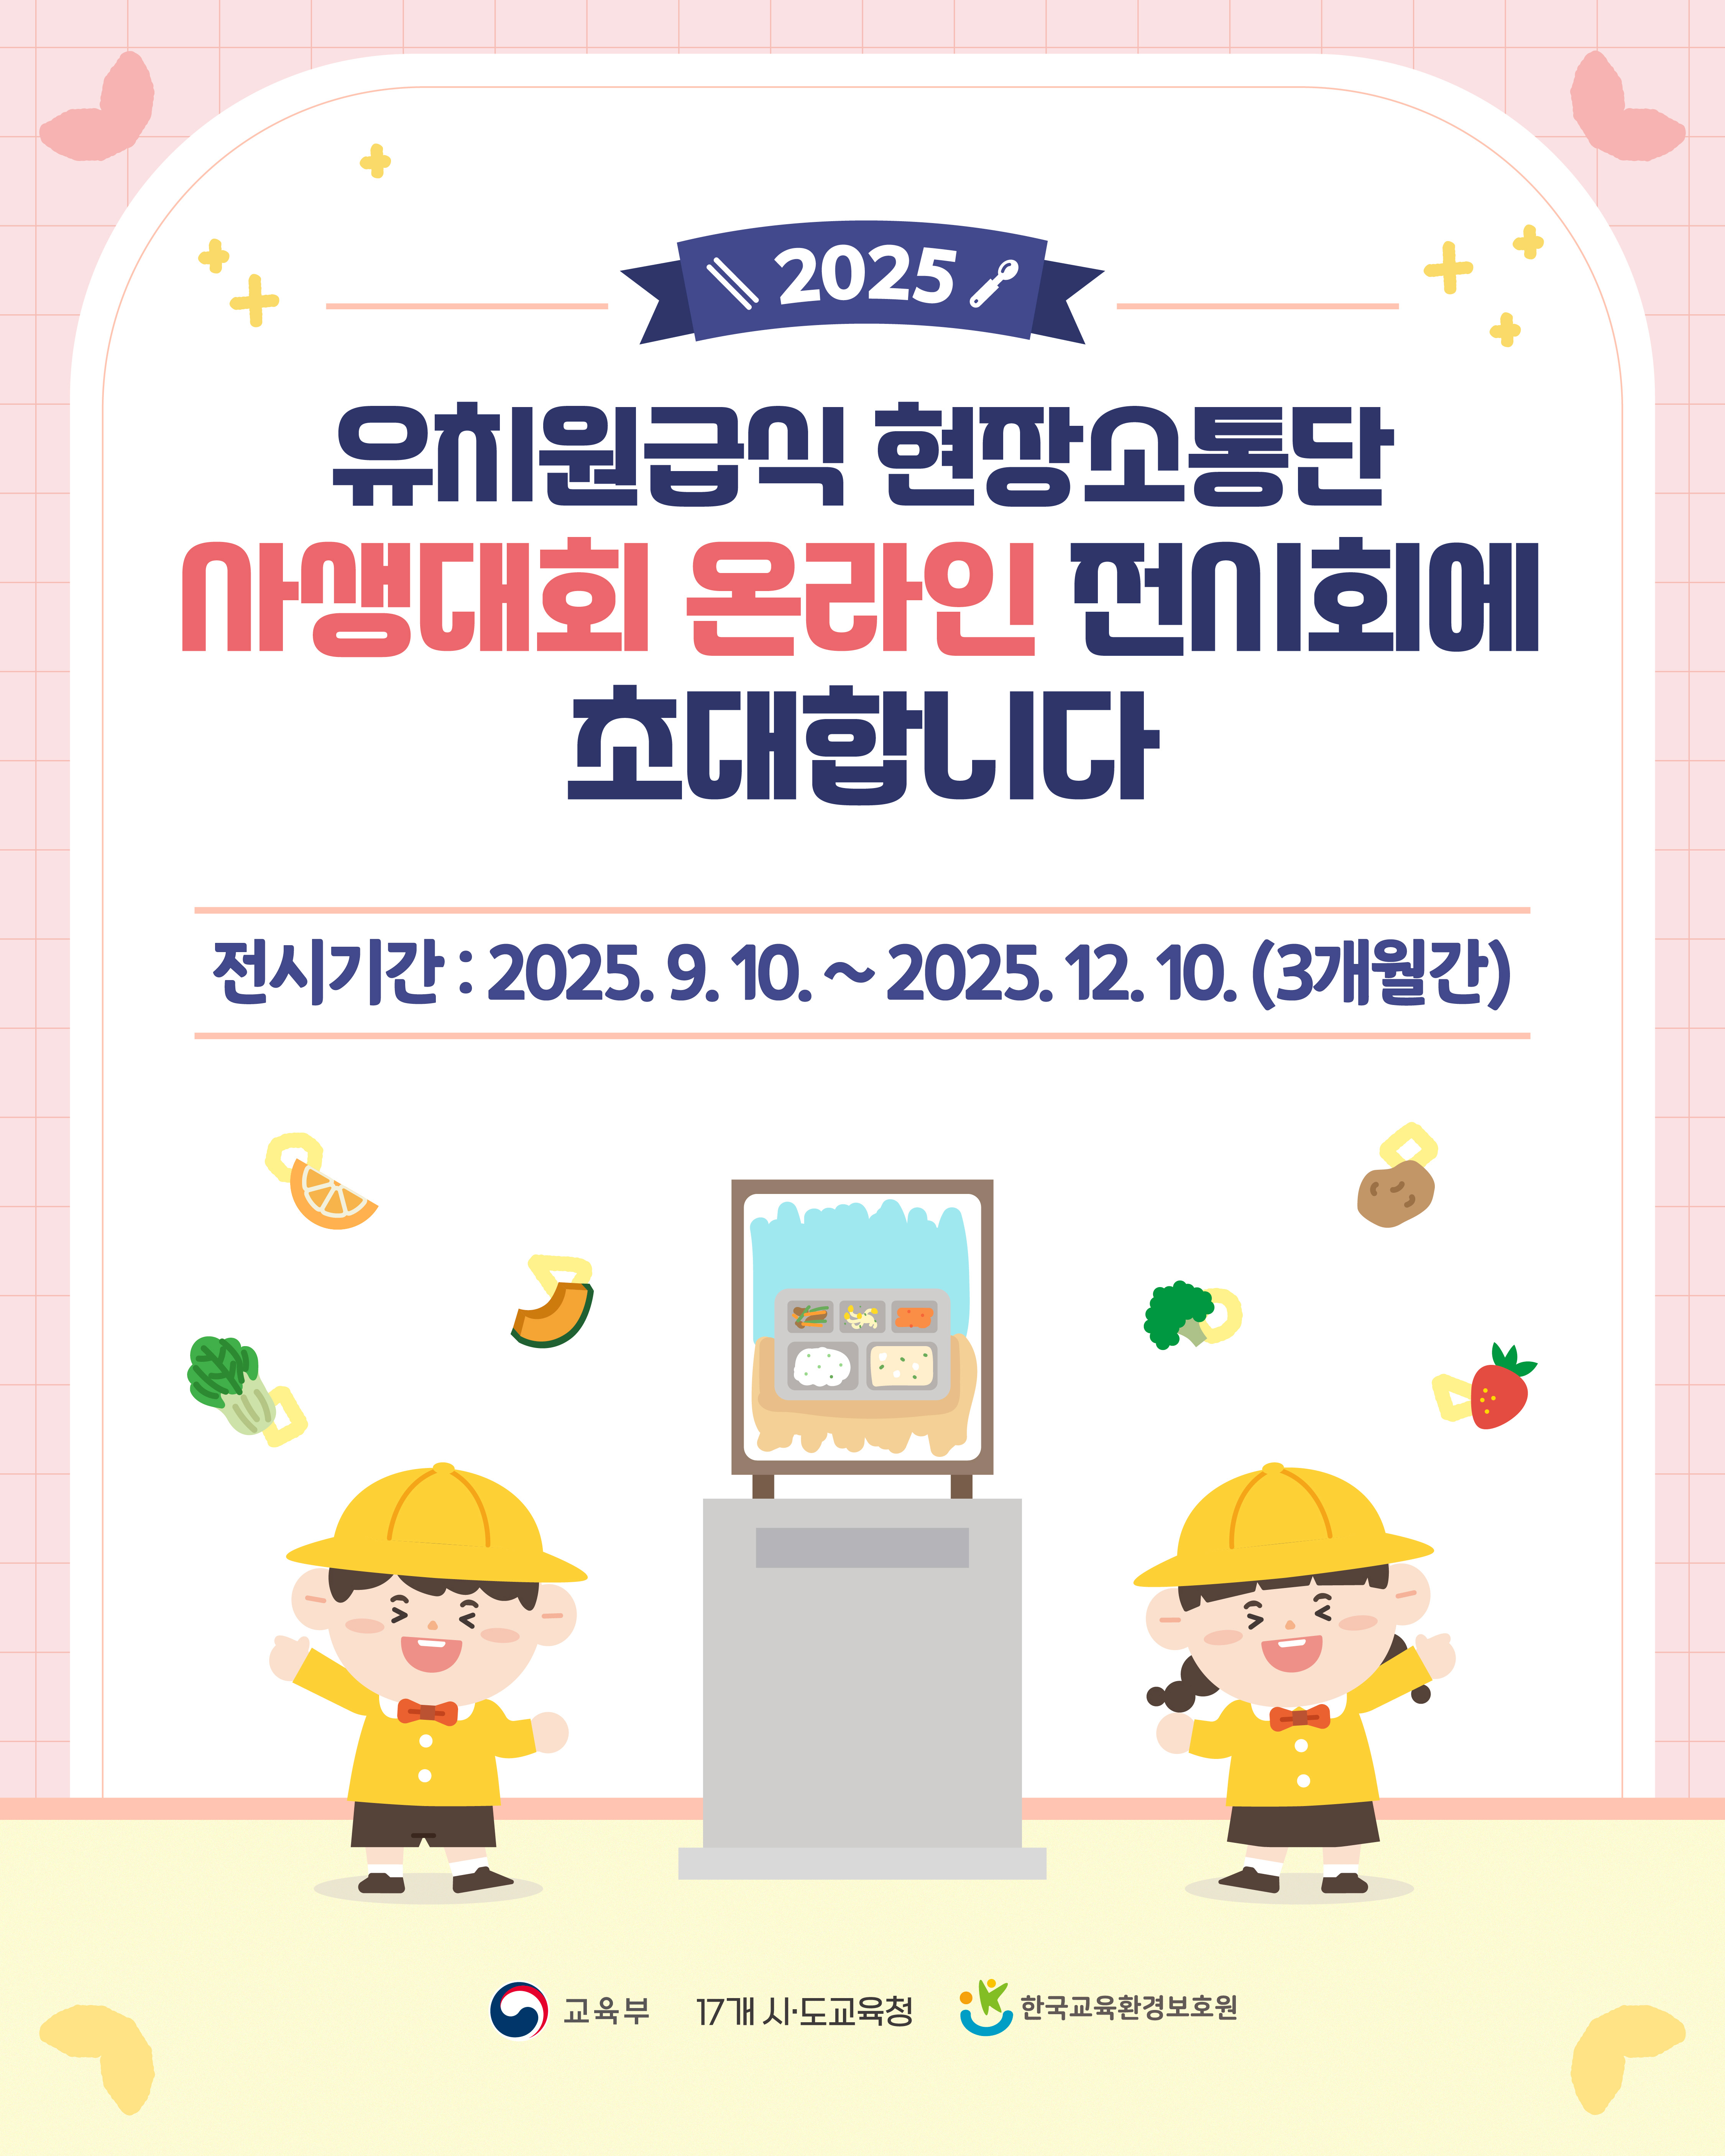 2025
유치원급식 현장소통단
사생대회 온라인 전시회에
초대합니다
전시기간 : 2025. 9. 10. ~ 2025. 12. 10. (3개월간)
교육부 17개 시·도교육청 한국교육환경보호원